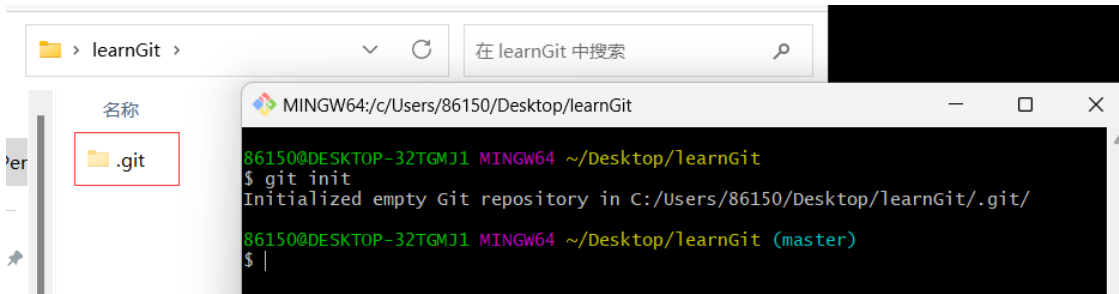 learnGit
在 learnGit 中搜索
名称
.git
MINGW64:/c/Users/86150/Desktop/learnGit
86150@DESKTOP-32TGMJ1 MINGW64 ~/Desktop/learnGit
$ git init
Initialized empty Git repository in C:/Users/86150/Desktop/learnGit/.git/
86150@DESKTOP-32TGMJ1 MINGW64 ~/Desktop/learnGit (master)
$